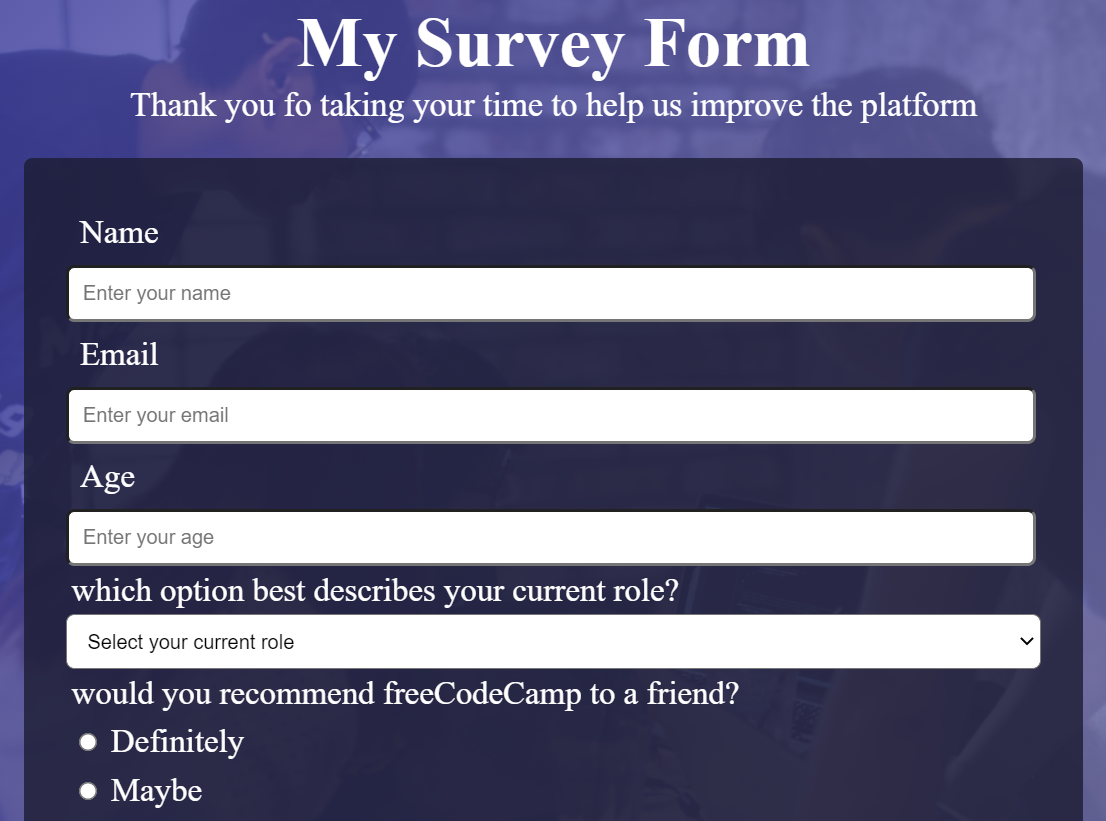 My Survey Form
Thank you fo taking your time to help us improve the platform
Name
Enter your name
Email
Enter your email
Age
Enter your age
which option best describes your current role?
Select your current role
would you recommend freeCodeCamp to a friend?
Definitely
Maybe